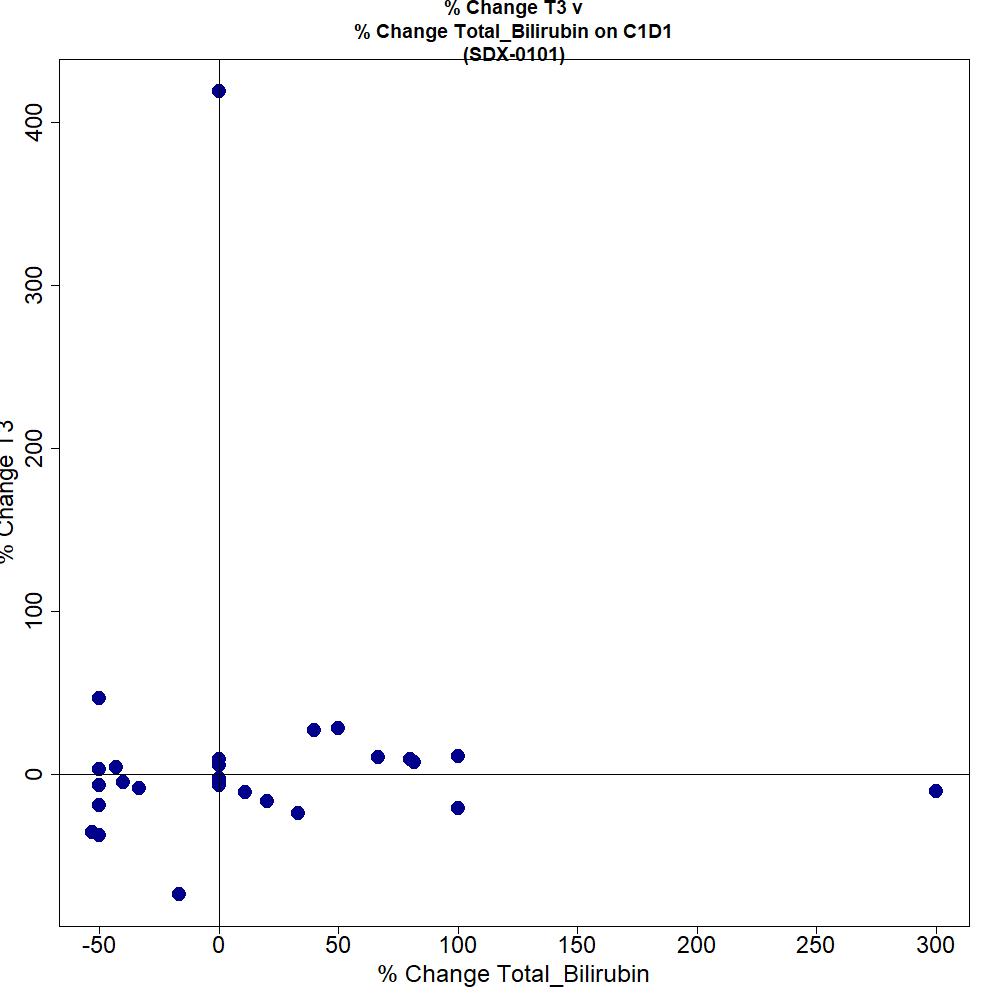 % Change T3 v
% Change Total_Bilirubin on C1D1
(SDX-0101)
% Change T3
400
300
200
100
0
-50 0 50 100 150 200 250 300
% Change Total_Bilirubin